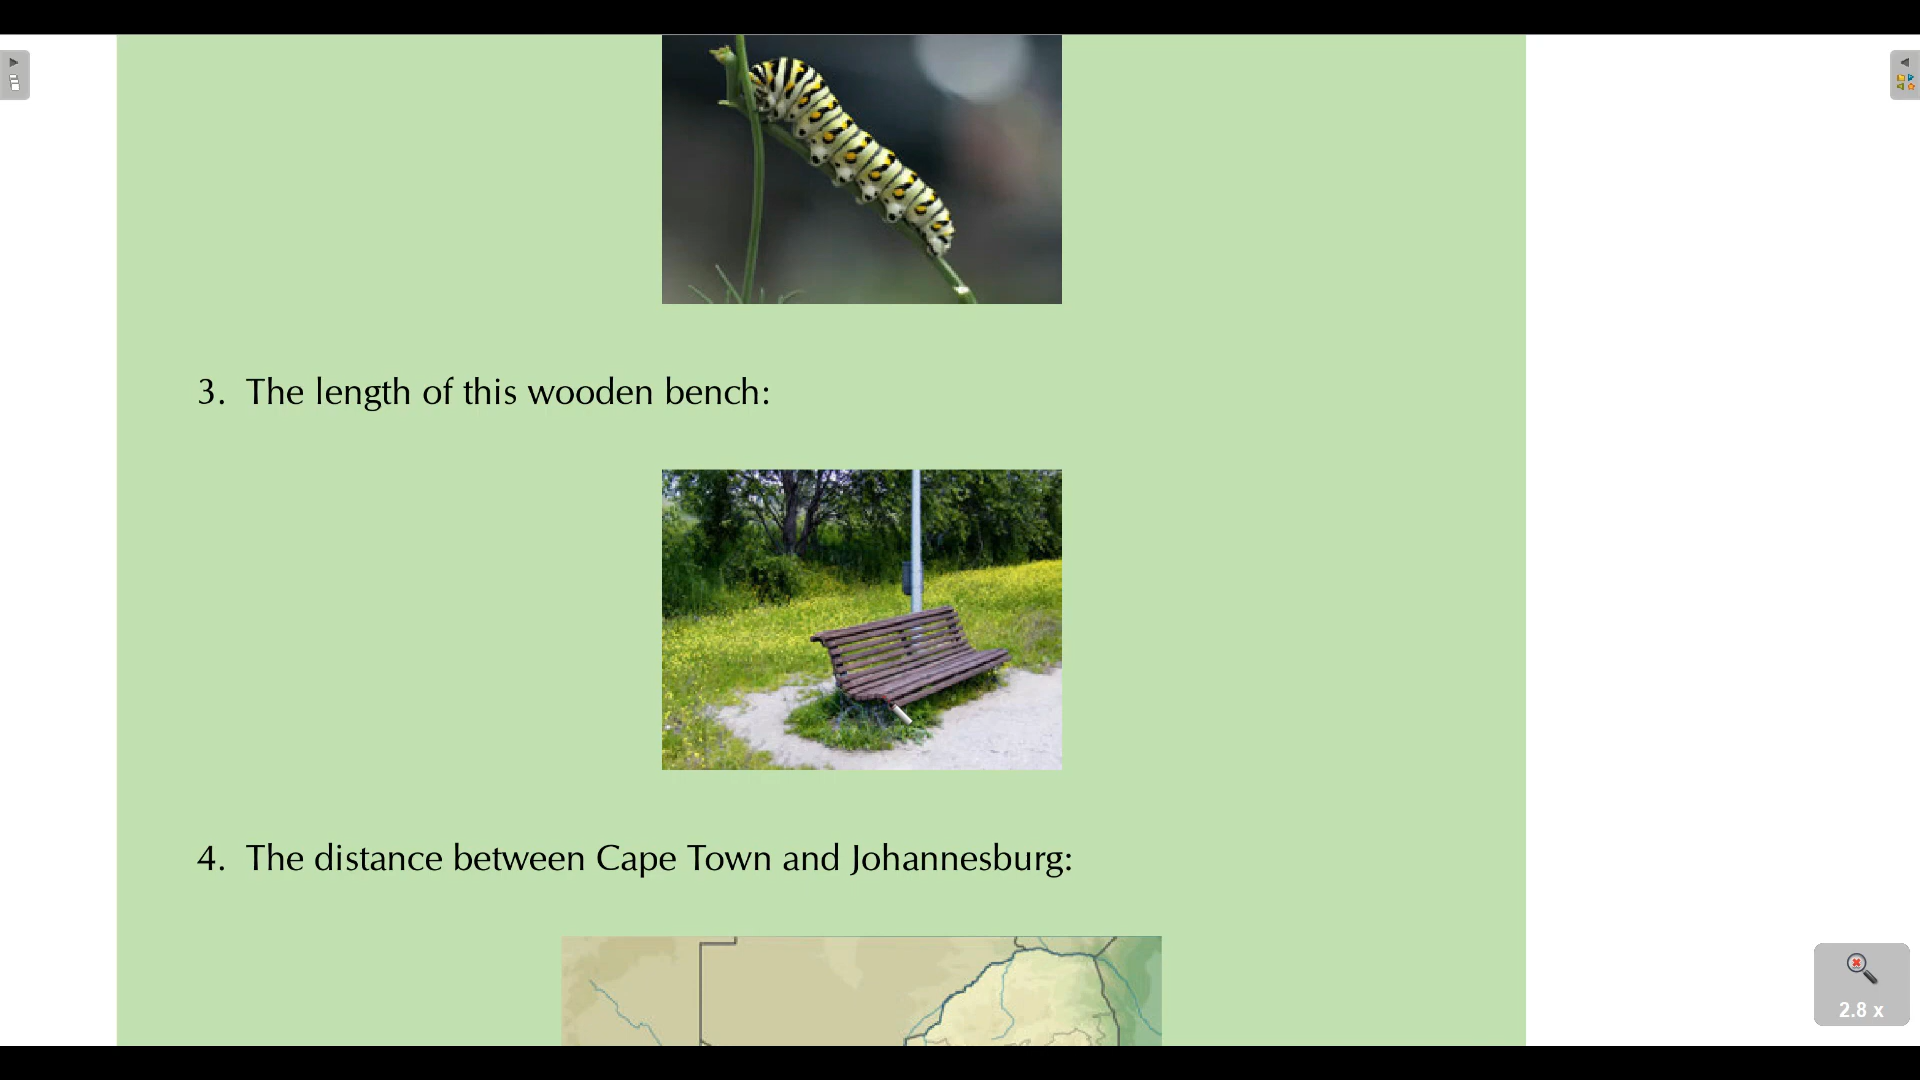 3. The length of this wooden bench:
4. The distance between Cape Town and Johannesburg:
2.8 x